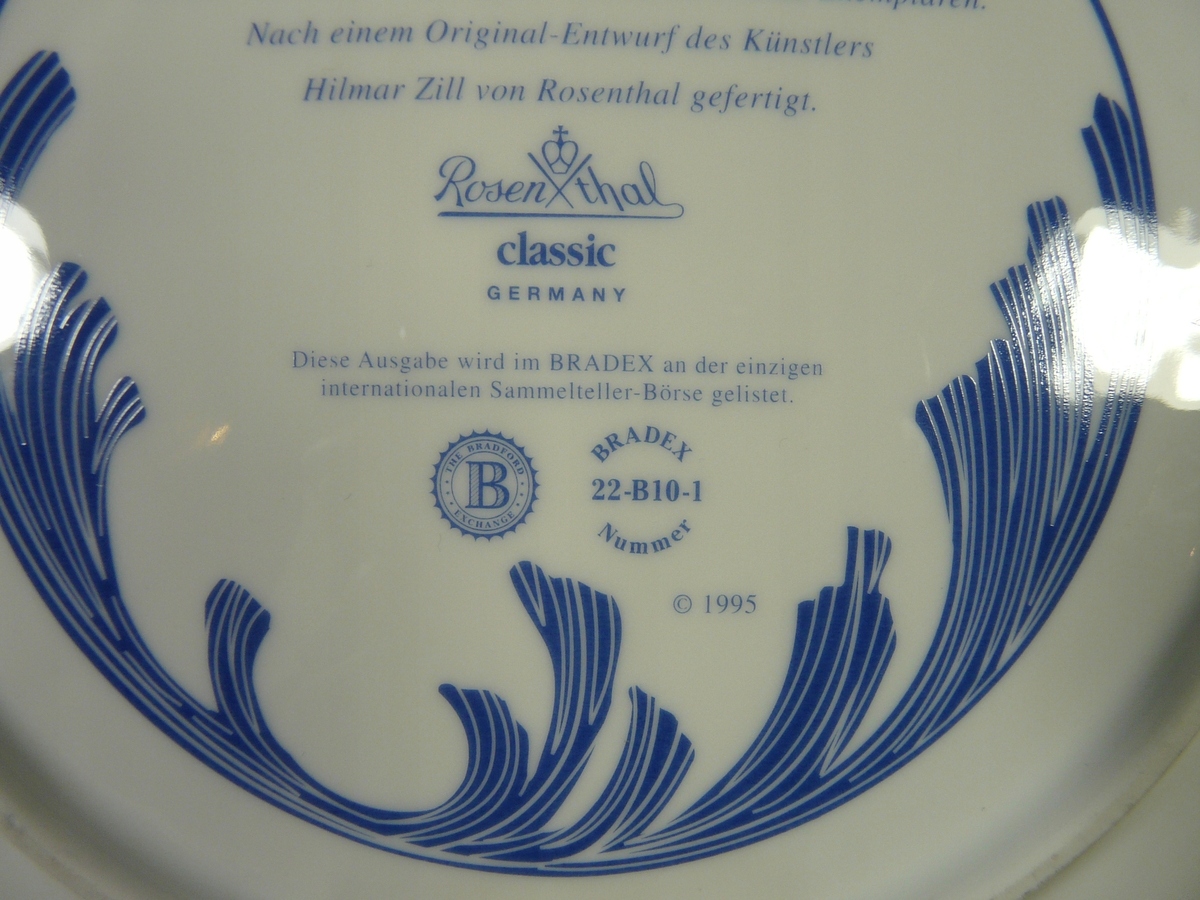 Nach einem Original-Entwurf des Künstlers
Hilmar Zill von Rosenthal gefertigt.
Rosenthal
classic
GERMANY
Diese Ausgabe wird im BRADEX an der einzigen
internationalen Sammelteller-Börse gelistet.
THE BRADFORD
B
EXCHANGE
BRADEX
22-B10-1
Nummer
© 1995